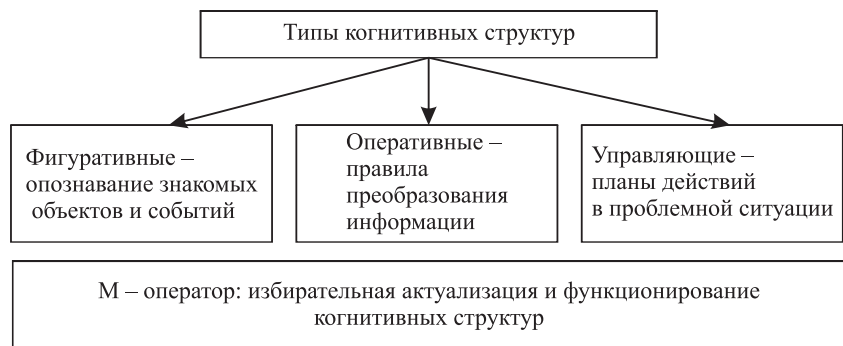 Типы когнитивных структур
Фигуративные –
опознавание знакомых
объектов и событий
Оперативные –
правила
преобразования
информации
Управляющие –
планы действий
в проблемной ситуации
М – оператор: избирательная актуализация и функционирование
когнитивных структур